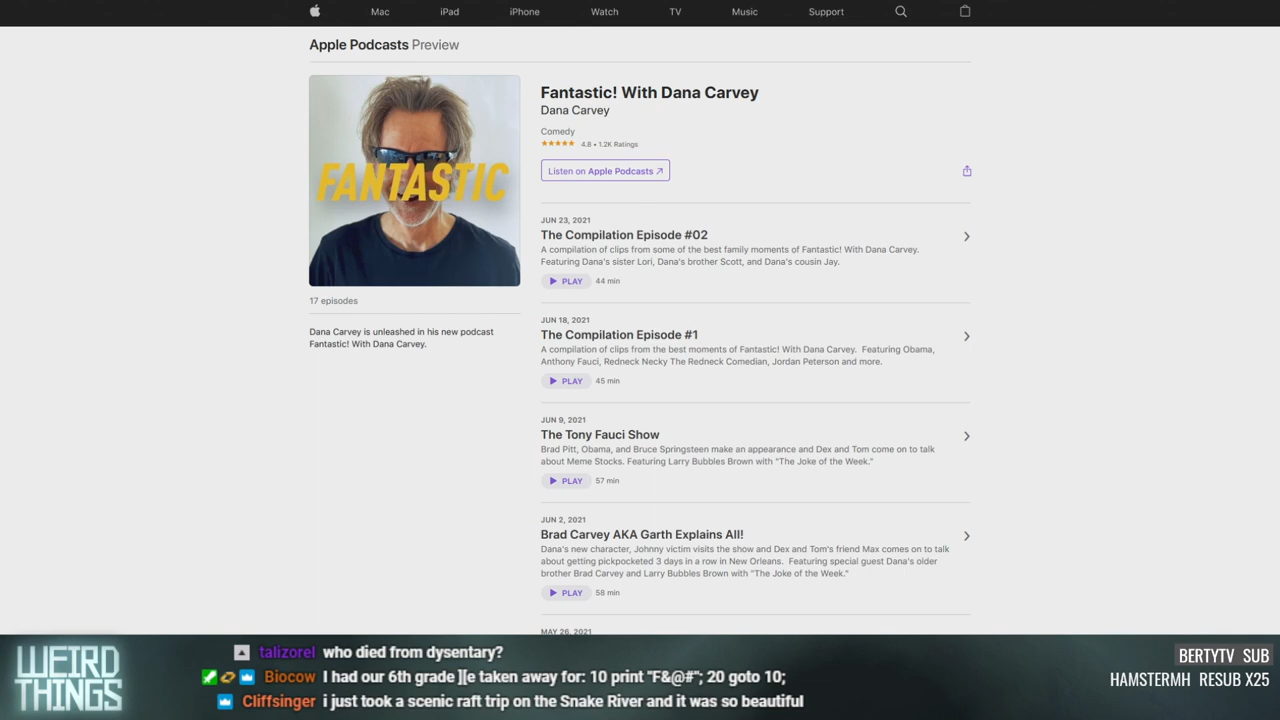 Mac
iPad
iPhone
Watch
TV
Music
Support
Apple Podcasts Preview
FANTASTIC
17 episodes
Dana Carvey is unleashed in his new podcast
Fantastic! With Dana Carvey.
Fantastic! With Dana Carvey
Dana Carvey
Comedy
★★★★★ 4.8 • 1.2K Ratings
Listen on Apple Podcasts ↗
JUN 23, 2021
The Compilation Episode #02
A compilation of clips from some of the best family moments of Fantastic! With Dana Carvey.
Featuring Dana's sister Lori, Dana's brother Scott, and Dana's cousin Jay.
PLAY 44 min
JUN 18, 2021
The Compilation Episode #1
A compilation of clips from the best moments of Fantastic! With Dana Carvey. Featuring Obama,
Anthony Fauci, Redneck Necky The Redneck Comedian, Jordan Peterson and more.
PLAY 45 min
JUN 9, 2021
The Tony Fauci Show
Brad Pitt, Obama, and Bruce Springsteen make an appearance and Dex and Tom come on to talk
about Meme Stocks. Featuring Larry Bubbles Brown with "The Joke of the Week."
PLAY 57 min
JUN 2, 2021
Brad Carvey AKA Garth Explains All!
Dana's new character, Johnny victim visits the show and Dex and Tom's friend Max comes on to talk
about getting pickpocketed 3 days in a row in New Orleans. Featuring special guest Dana's older
brother Brad Carvey and Larry Bubbles Brown with "The Joke of the Week."
PLAY 58 min
MAY 26, 2021
WEIRD
THINGS
talizorel who died from dysentary?
Biocow I had our 6th grade ][e taken away for: 10 print "F&@#"; 20 goto 10;
Cliffsinger i just took a scenic raft trip on the Snake River and it was so beautiful
BERTYTV SUB
HAMSTERMH RESUB X25